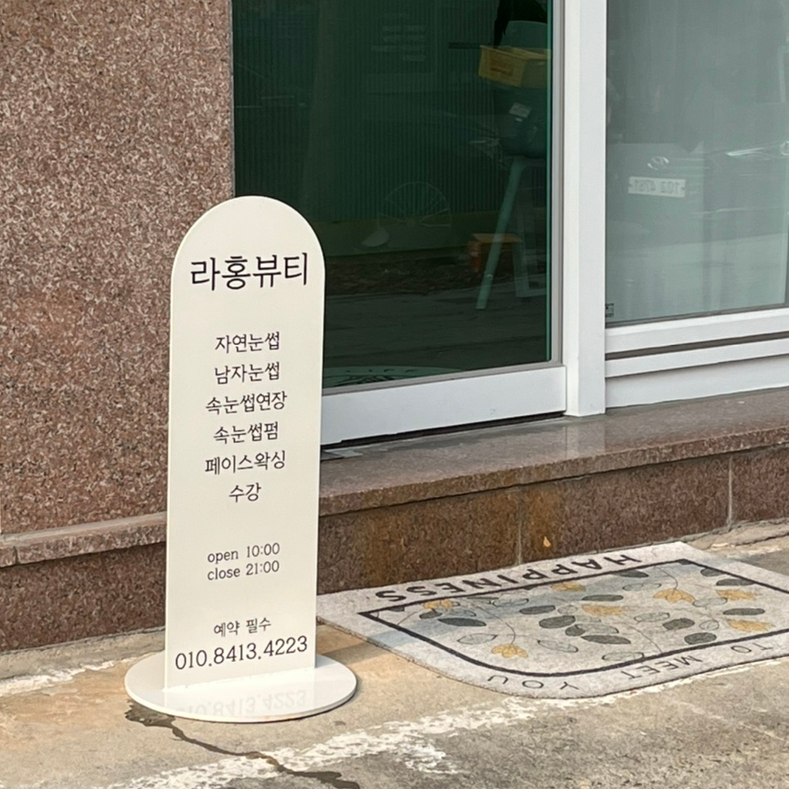 라홍뷰티
자연눈썹
남자눈썹
속눈썹연장
속눈썹펌
페이스왁싱
수강
open 10:00
close 21:00
예약 필수
010.8413.4223
HAPPINESS
TO MEET YOU